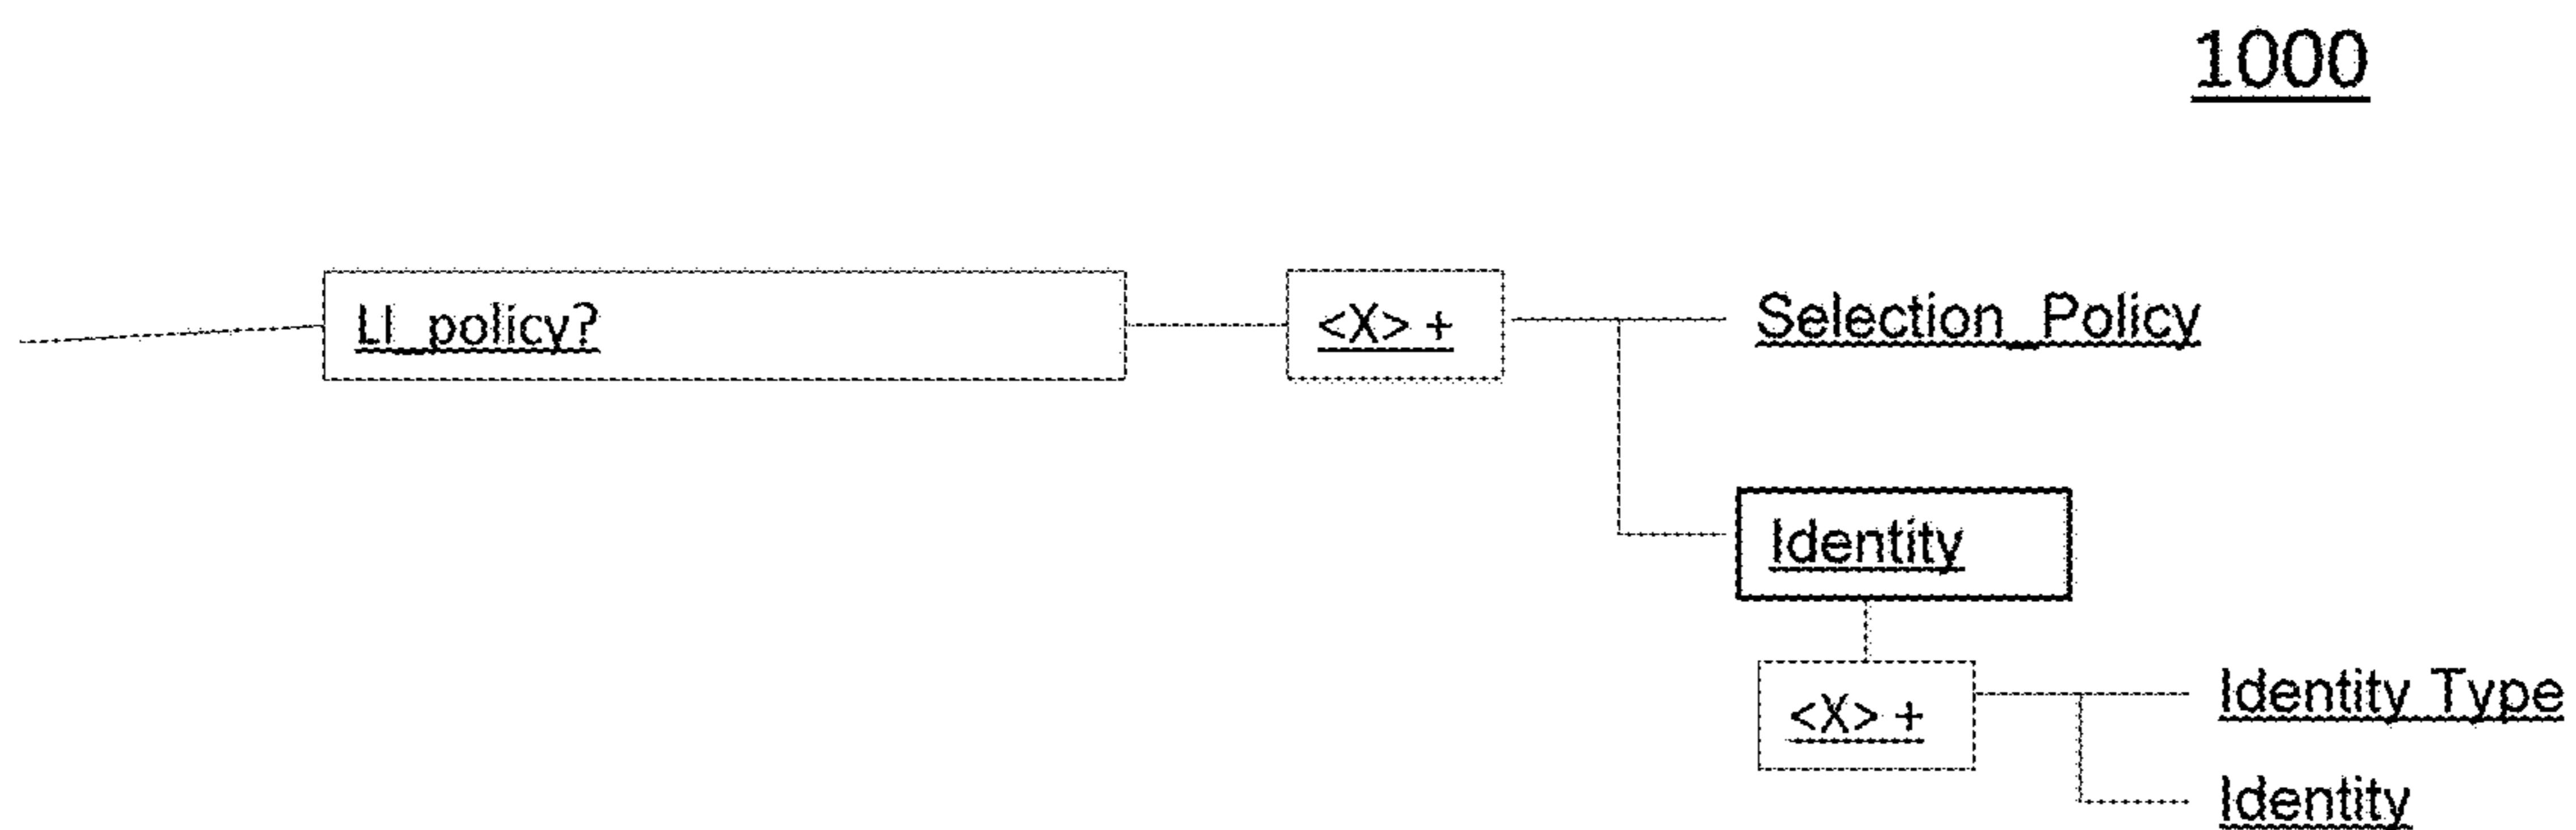 1000
LI_policy?
<X> +
Selection_Policy
Identity
<X> +
Identity Type
Identity